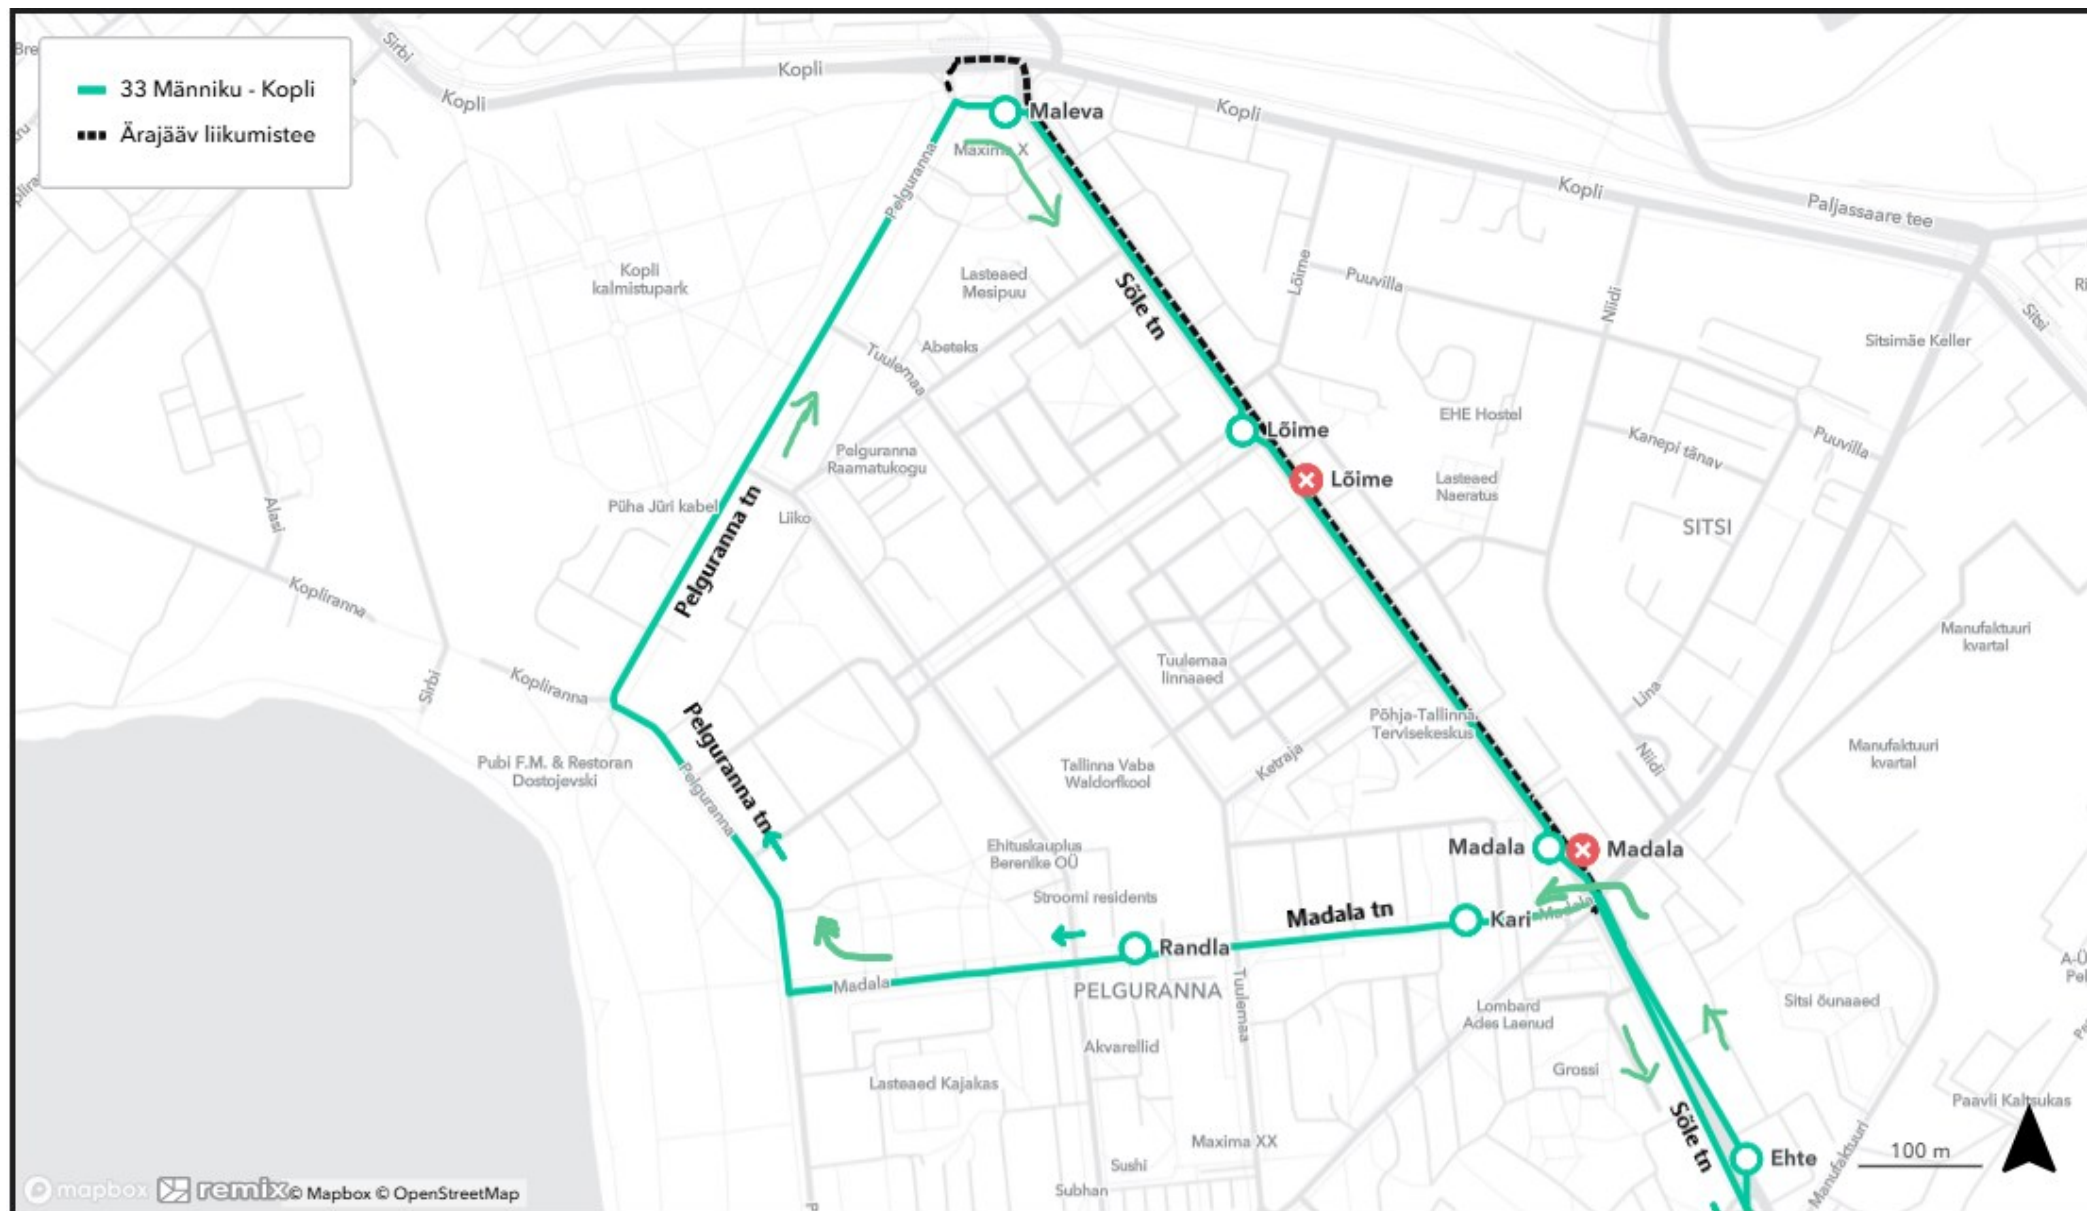 33 Männiku - Kopli
Ärajääv liikumistee
Bre
Sirbi
Kopli
Kopli
Maleva
Kopli
Maxima X
Pelguranna
Kopli
Paljassaare tee
Kopli
kalmistupark
Lasteaed
Mesipuu
Sõle tn
Lõime
Puuvilla
Niidi
Sitsi
Ri
Sitsimäe Keller
Abeteks
Tuulemaa
EHE Hostel
Lõime
Lõime
Kanepi tänav
Puuvilla
Pelguranna
Raamatukogu
Lasteaed
Naeratus
Püha Jüri kabel
Liiko
Alasi
SITSI
Pelguranna tn
Kopliranna
Kopliranna
Sirbi
Manufaktuuri
kvartal
Tuulemaa
linnaaed
Lina
Pelguranna tn
Põhja-Tallinna
Tervisekeskus
Niidi
Manufaktuuri
kvartal
Pubi F.M. & Restoran
Dostojevski
Pelguranna
Tallinna Vaba
Waldorfkool
Ketraja
Ehituskauplus
Berenike OÜ
Madala
Madala
Stroomi residents
Madala tn
Madala
Kari
Randla
Madala
PELGURANNA
Tuulemaa
Lombard
Ades Laenud
Sitsi õunaaed
A-Ü
Pel
Akvarellid
Lasteaed Kajakas
Grossi
Sõle tn
Paavli Kaltsukas
Maxima XX
Sushi
Subhan
Ehte
Manufaktuuri
100 m
mapbox remix © Mapbox © OpenStreetMap